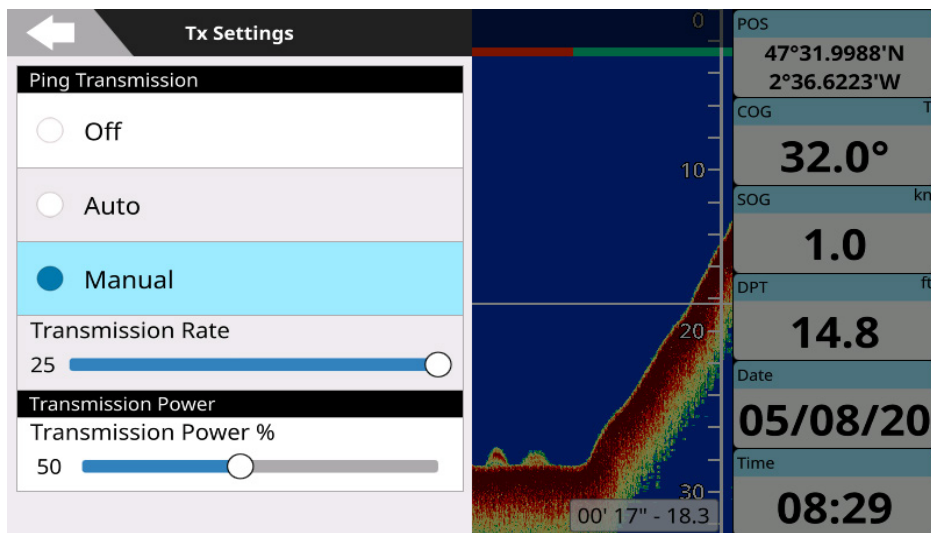 Tx Settings
Ping Transmission
Off
Auto
Manual
Transmission Rate
25
Transmission Power
Transmission Power %
50
0
10
20
30
00' 17" - 18.3
POS
47°31.9988'N
2°36.6223'W
COG T
32.0°
SOG
1.0
DPT ft
14.8
Date
05/08/20
Time
08:29